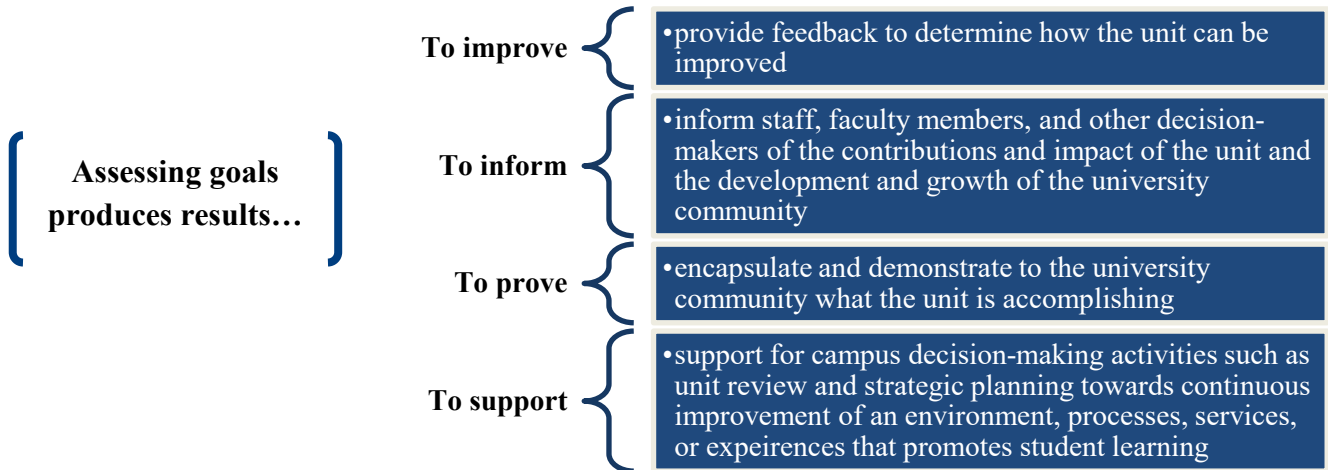 Assessing goals
produces results…
To improve
•provide feedback to determine how the unit can be
improved
To inform
•inform staff, faculty members, and other decision-
makers of the contributions and impact of the unit and
the development and growth of the university
community
To prove
•encapsulate and demonstrate to the university
community what the unit is accomplishing
To support
•support for campus decision-making activities such as
unit review and strategic planning towards continuous
improvement of an environment, processes, services,
or expeirences that promotes student learning